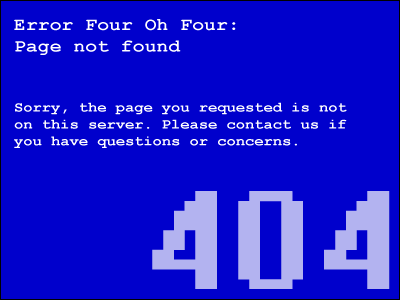 Error Four Oh Four:
Page not found
Sorry, the page you requested is not
on this server. Please contact us if
you have questions or concerns.
404